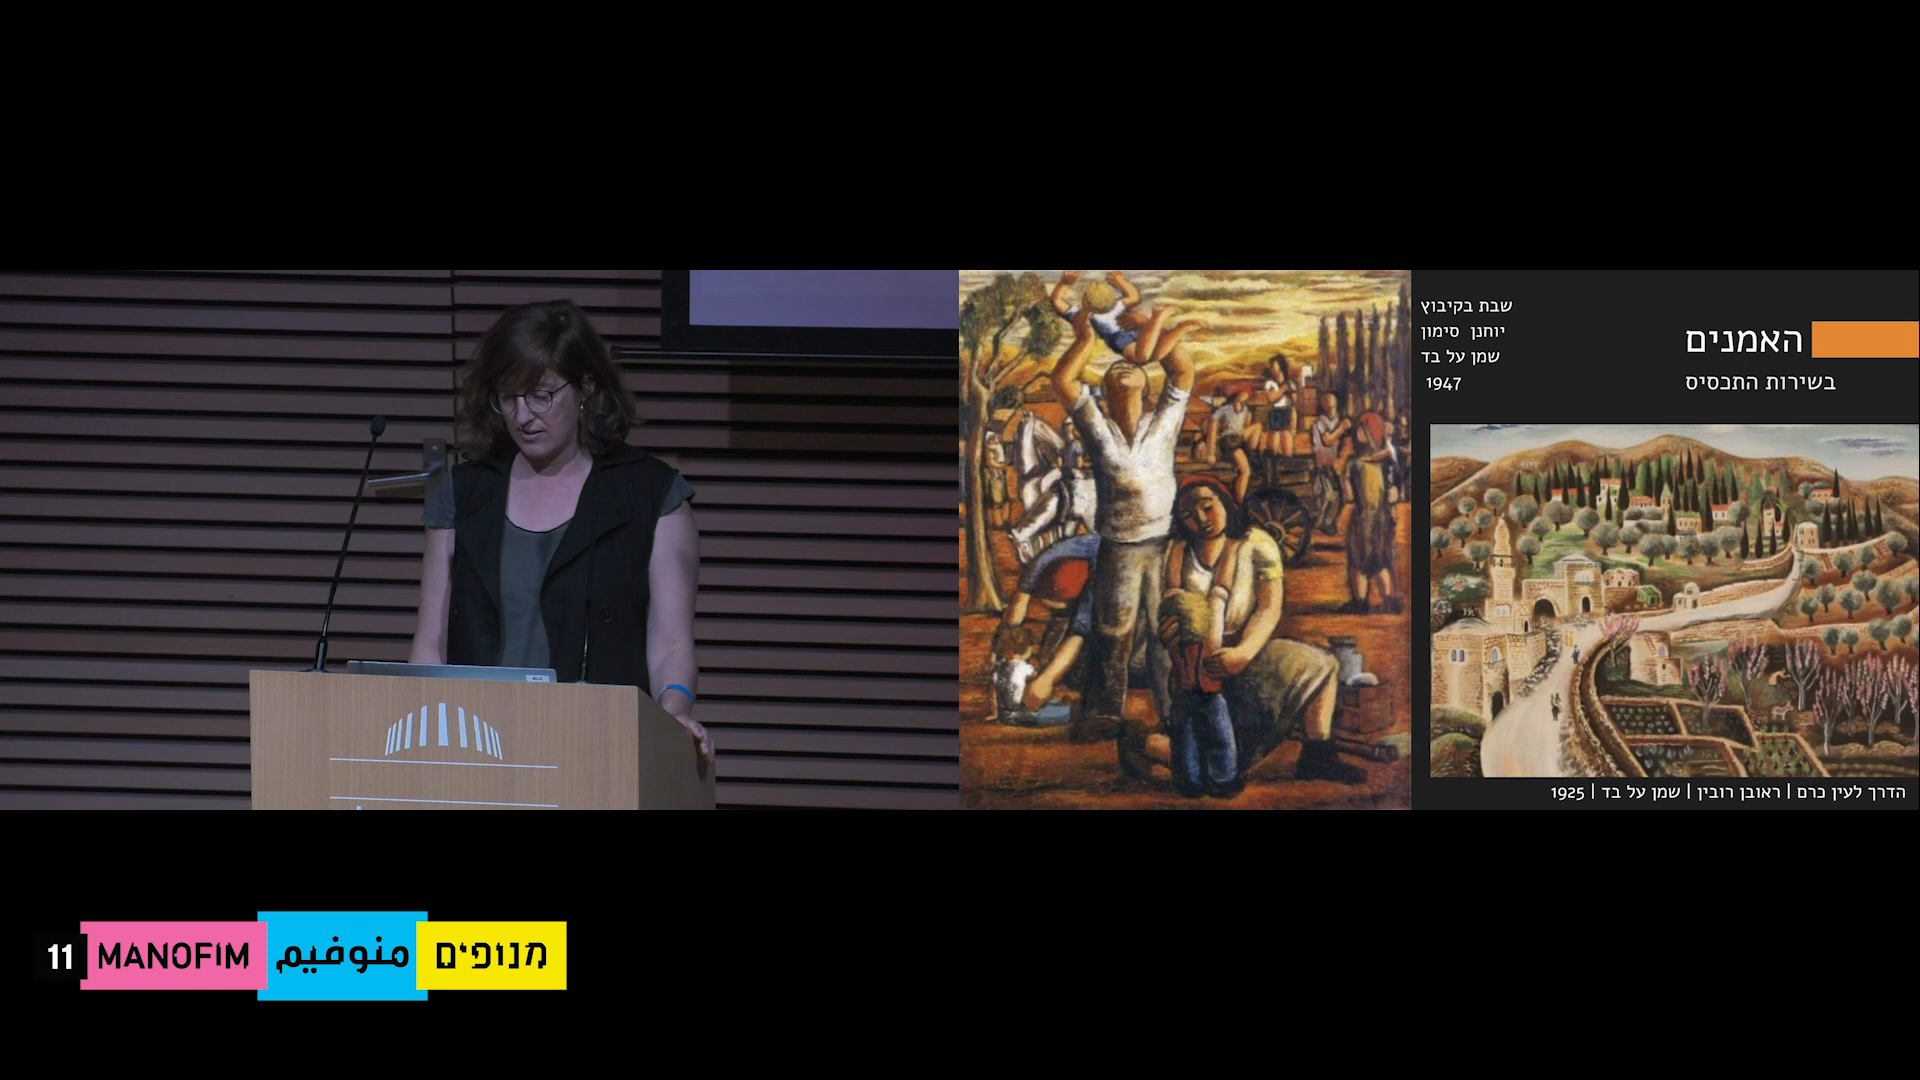 שבת בקיבוץ
יוחנן סימון
שמן על בד
1947
האמנים
בשירות התכסיס
הדרך לעין כרם | ראובן רובין | שמן על בד | 1925
11 MANOFIM منوفيم מנופים